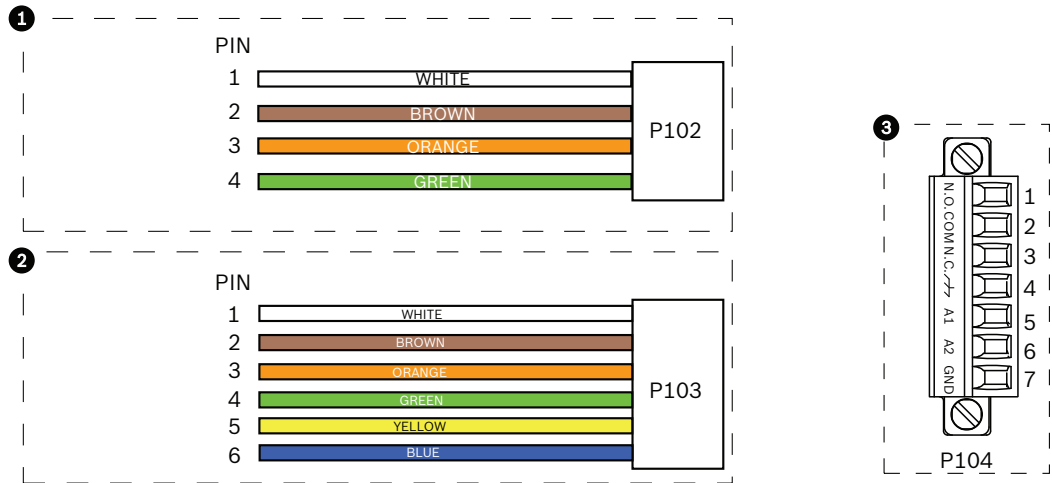 1
PIN
1 WHITE
2 BROWN
3 ORANGE
4 GREEN
P102
2
PIN
1 WHITE
2 BROWN
3 ORANGE
4 GREEN
5 YELLOW
6 BLUE
P103
3
N.O. 1
COM 2
N.C. 3
4
A1 5
A2 6
GND 7
P104